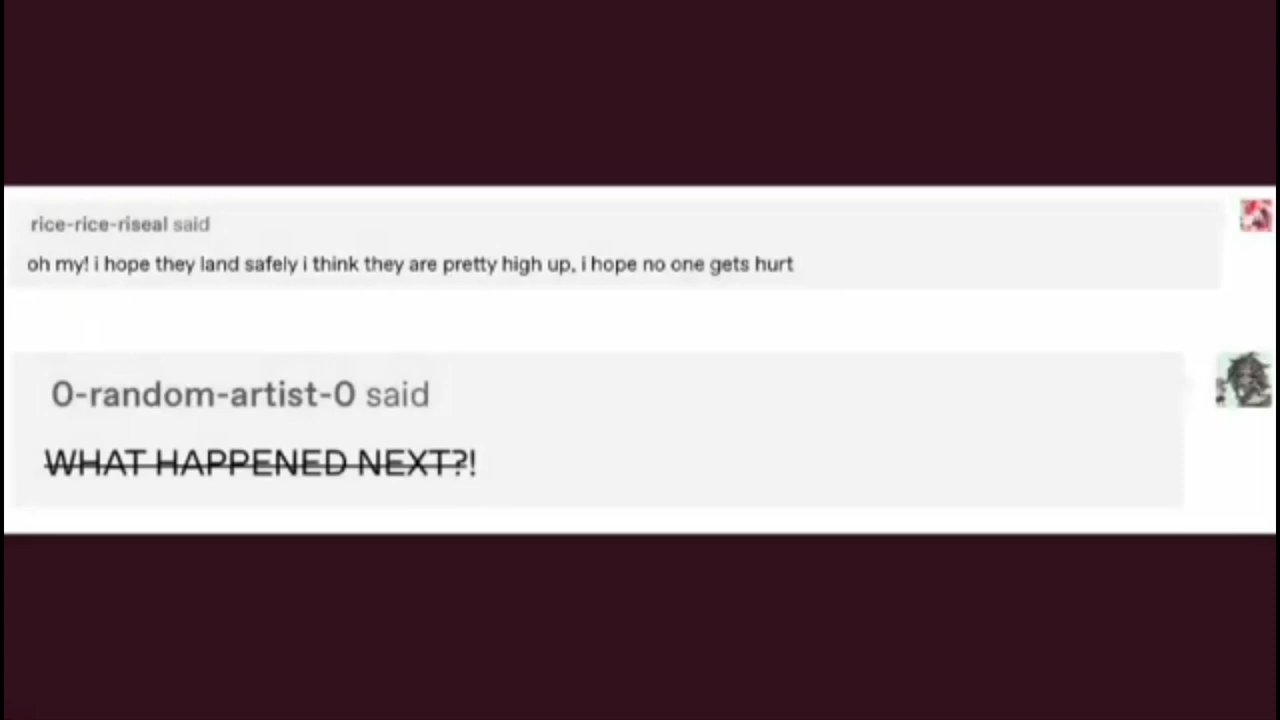 rice-rice-riseal said
oh my! i hope they land safely i think they are pretty high up, i hope no one gets hurt
0-random-artist-0 said
WHAT HAPPENED NEXT?!